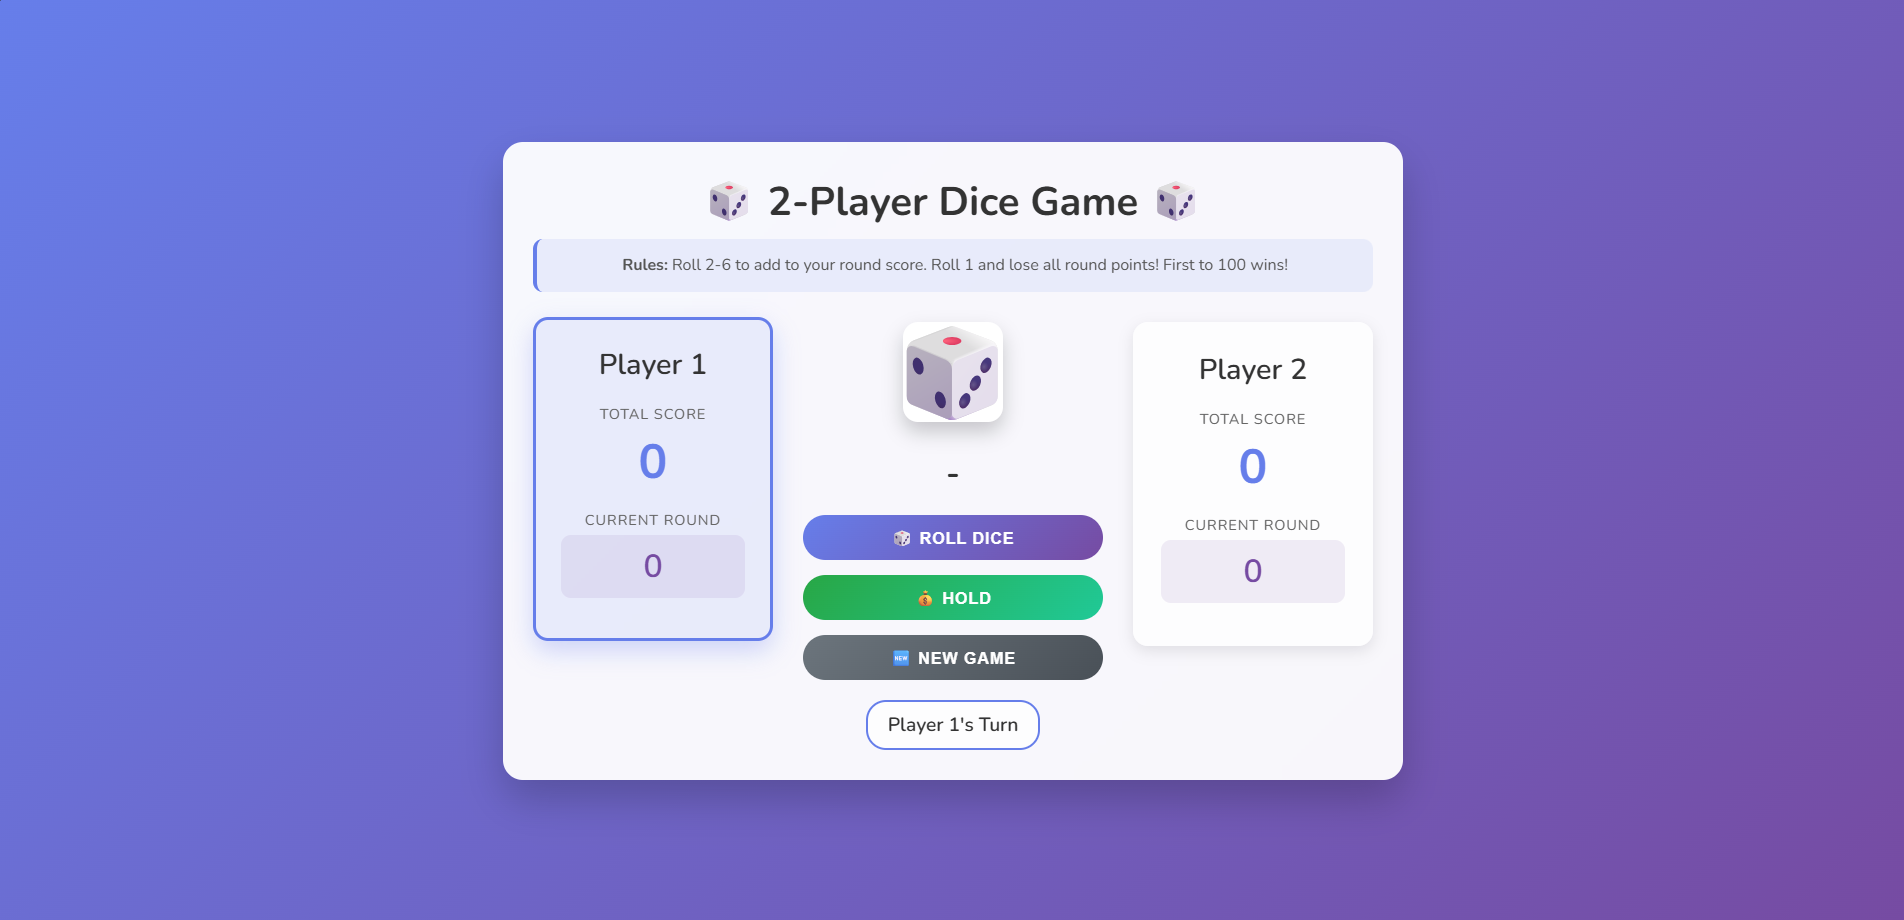 2-Player Dice Game
Rules: Roll 2-6 to add to your round score. Roll 1 and lose all round points! First to 100 wins!
Player 1
TOTAL SCORE
0
CURRENT ROUND
0
-
ROLL DICE
HOLD
NEW
NEW GAME
Player 1's Turn
Player 2
TOTAL SCORE
0
CURRENT ROUND
0